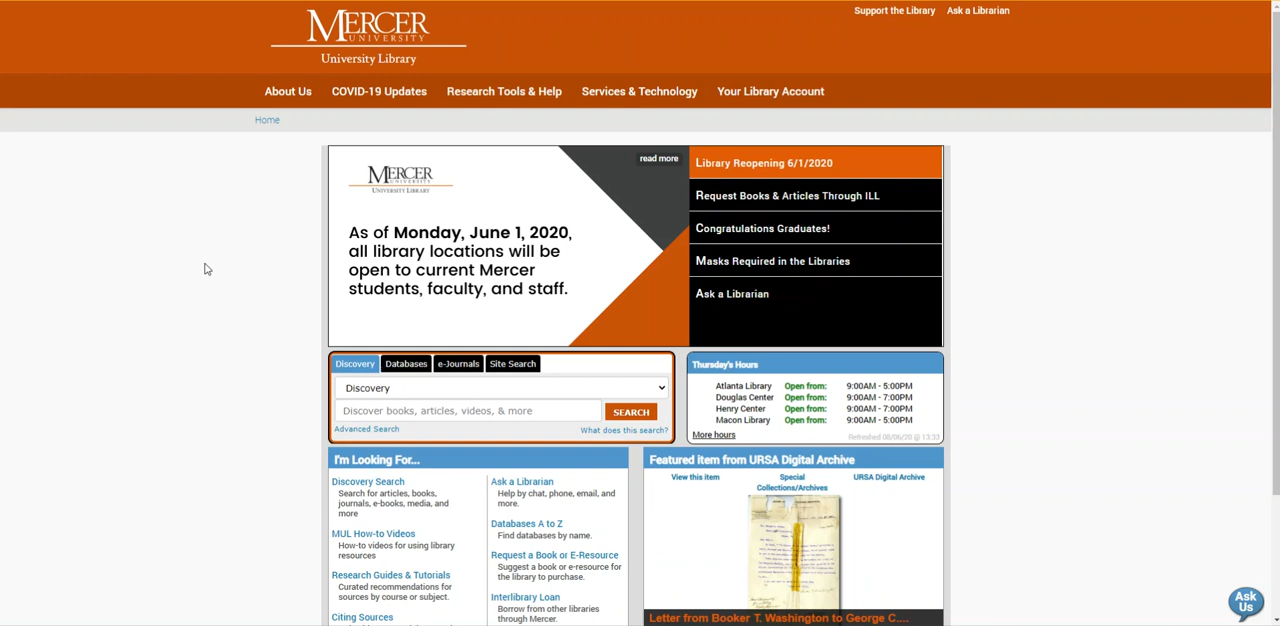 Support the Library Ask a Librarian
MERCER
UNIVERSITY
University Library
About Us COVID-19 Updates Research Tools & Help Services & Technology Your Library Account
Home
MERCER
UNIVERSITY
UNIVERSITY LIBRARY
As of Monday, June 1, 2020,
all library locations will be
open to current Mercer
students, faculty, and staff.
read more
Library Reopening 6/1/2020
Request Books & Articles Through ILL
Congratulations Graduates!
Masks Required in the Libraries
Ask a Librarian
Discovery Databases e-Journals Site Search
Discovery
Discover books, articles, videos, & more SEARCH
Advanced Search What does this search?
Thursday's Hours
Atlanta Library Open from: 9:00AM - 5:00PM
Douglas Center Open from: 9:00AM - 7:00PM
Henry Center Open from: 9:00AM - 7:00PM
Macon Library Open from: 9:00AM - 5:00PM
More hours Refreshed 08/06/20 @ 13:33
I'm Looking For...
Discovery Search
Search for articles, books,
journals, e-books, media, and
more
MUL How-to Videos
How-to videos for using library
resources
Research Guides & Tutorials
Curated recommendations for
sources by course or subject.
Citing Sources
Ask a Librarian
Help by chat, phone, email, and
more.
Databases A to Z
Find databases by name.
Request a Book or E-Resource
Suggest a book or e-resource for
the library to purchase.
Interlibrary Loan
Borrow from other libraries
through Mercer.
Featured item from URSA Digital Archive
View this item Special
Collections/Archives URSA Digital Archive
Letter from Booker T. Washington to George C....
Ask
Us